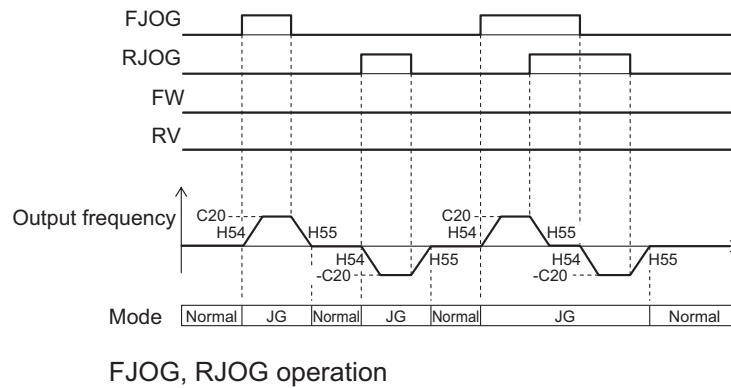 FJOG
RJOG
FW
RV
Output frequency
C20
H54
H55
H54
-C20
H55
C20
H54
H55
H54
-C20
H55
Mode
Normal
JG
Normal
JG
Normal
JG
Normal
FJOG, RJOG operation